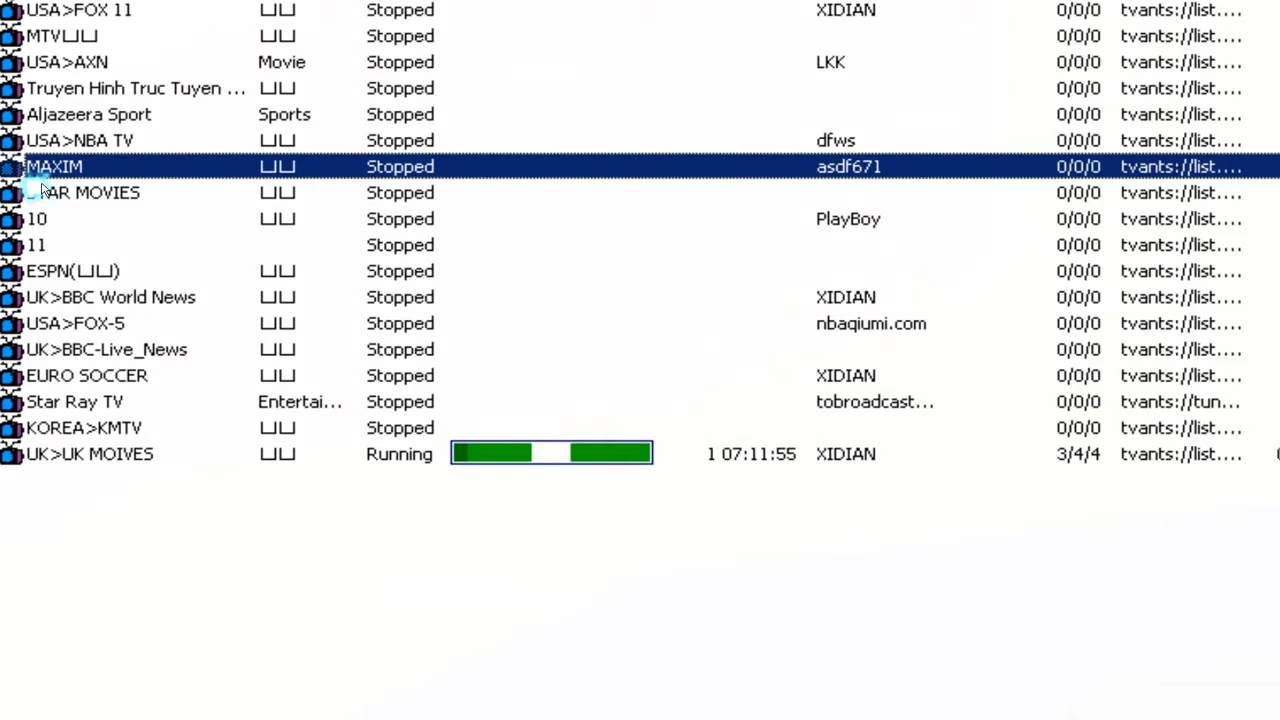 USA>FOX 11 Stopped XIDIAN 0/0/0 tvants://list....
MTV Stopped 0/0/0 tvants://list....
USA>AXN Movie Stopped LKK 0/0/0 tvants://list....
Truyen Hinh Truc Tuyen ... Stopped 0/0/0 tvants://list....
Aljazeera Sport Sports Stopped 0/0/0 tvants://list....
USA>NBA TV Stopped dfws 0/0/0 tvants://list....
MAXIM Stopped asdf671 0/0/0 tvants://list....
MOVIES Stopped 0/0/0 tvants://list....
10 Stopped PlayBoy 0/0/0 tvants://list....
11 Stopped 0/0/0 tvants://list....
ESPN( ) Stopped 0/0/0 tvants://list....
UK>BBC World News Stopped XIDIAN 0/0/0 tvants://list....
USA>FOX-5 Stopped nbaqiumi.com 0/0/0 tvants://list....
UK>BBC-Live_News Stopped 0/0/0 tvants://list....
EURO SOCCER Stopped XIDIAN 0/0/0 tvants://list....
Star Ray TV Entertai... Stopped tobroadcast... 0/0/0 tvants://tun...
KOREA>KMTV Stopped 0/0/0 tvants://list....
UK>UK MOIVES Running 1 07:11:55 XIDIAN 3/4/4 tvants://list....